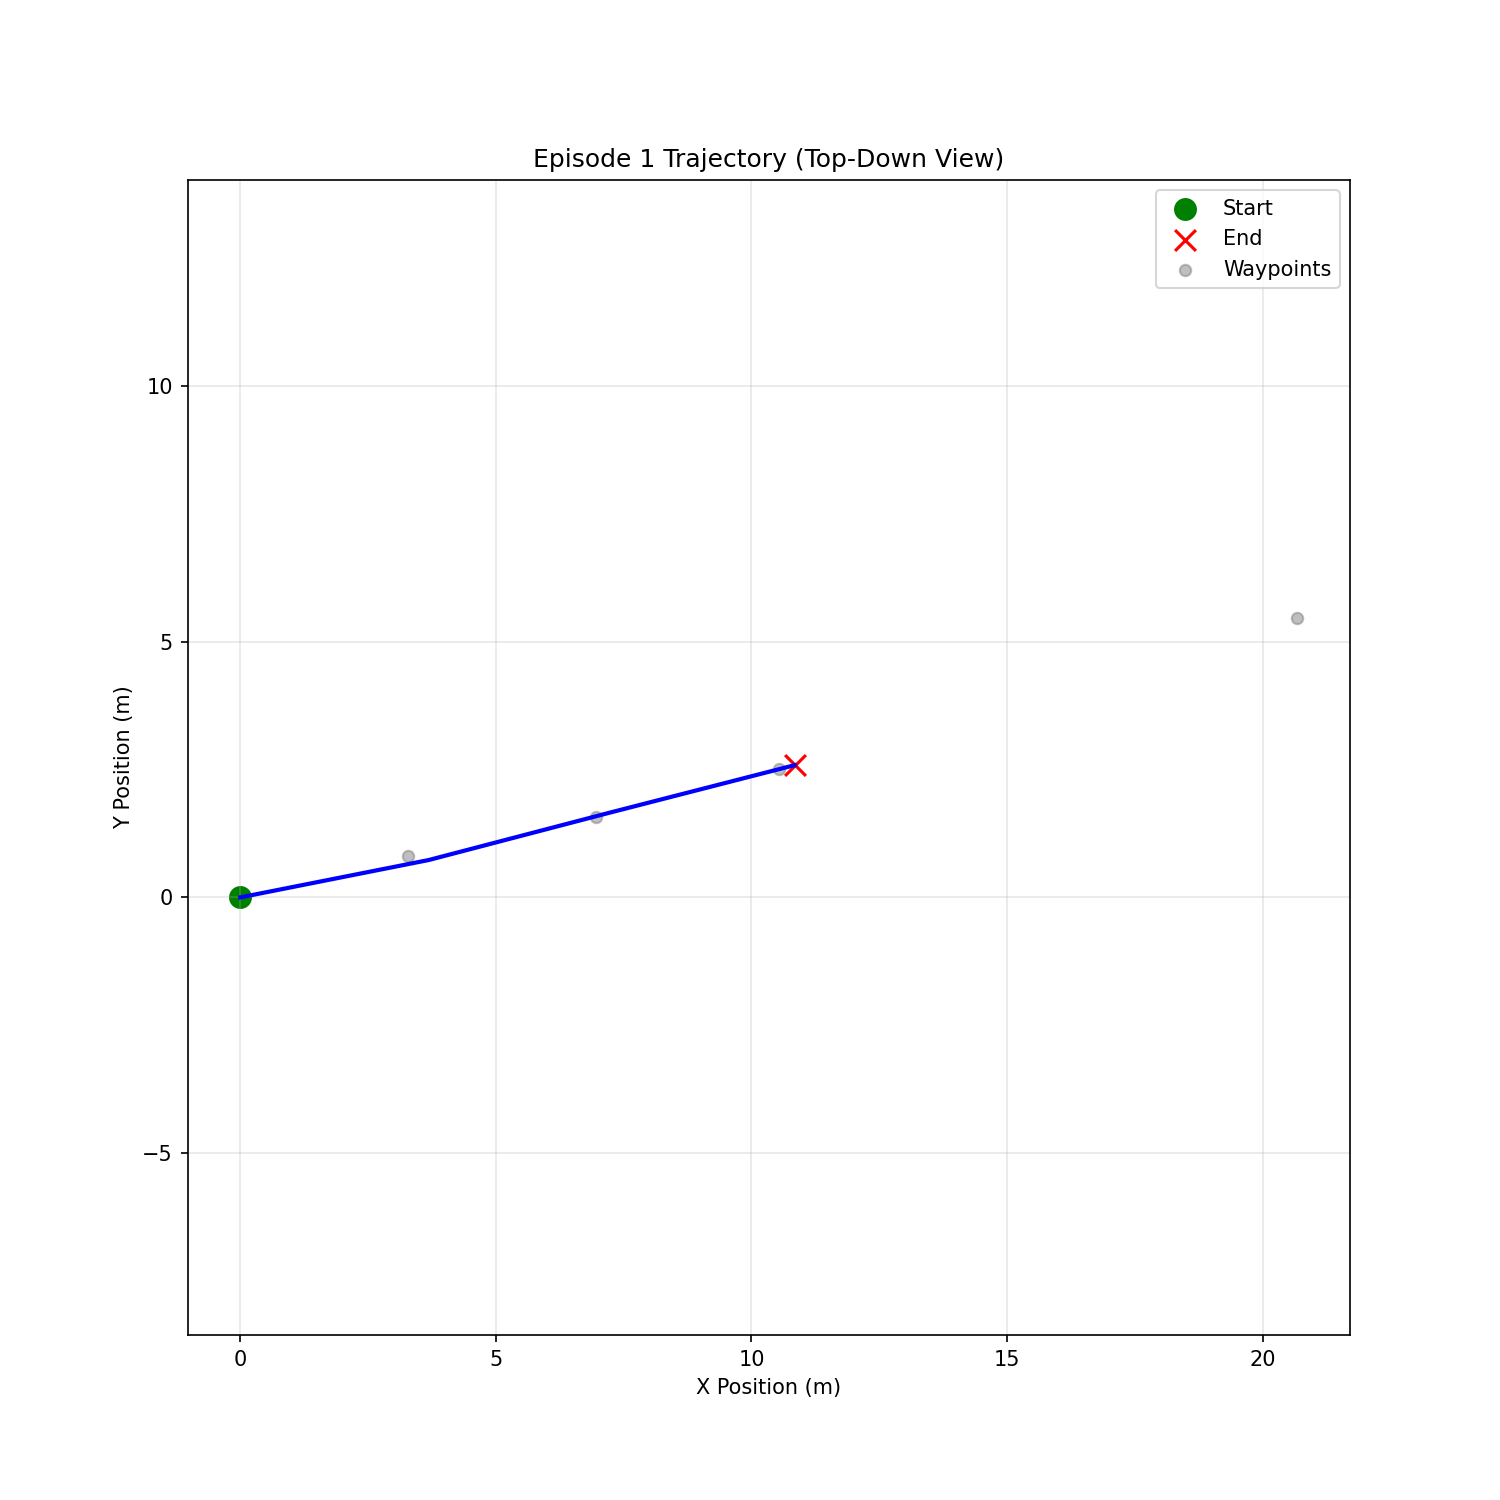 Episode 1 Trajectory (Top-Down View)
Start
End
Waypoints
10
5
0
−5
Y Position (m)
0
5
10
15
20
X Position (m)